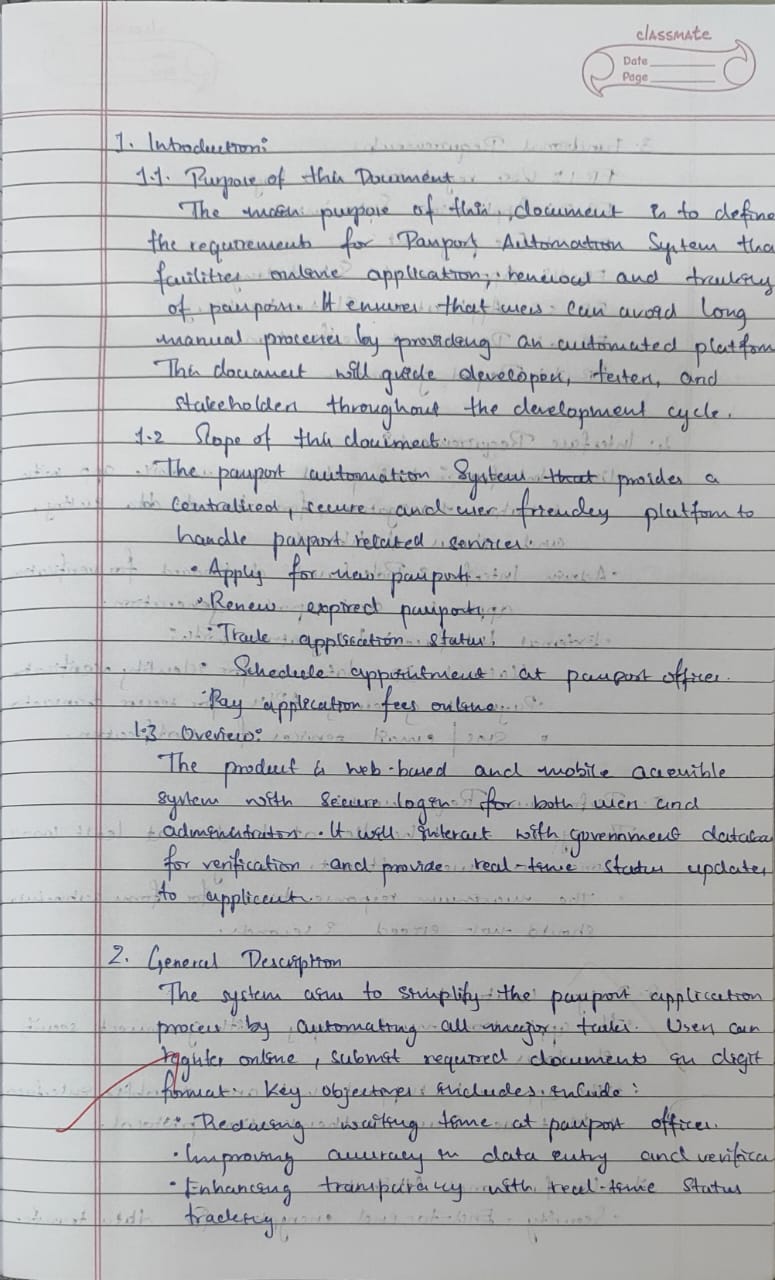 classmate
Date
Page
1. Introduction:
1.1. Purpose of this Document
The main purpose of this document is to define
the requirements for Passport Automation System tha
facilities online application, renewal and tracking
of passports. It ensures that users can avoid long
manual processes by providing an automated platform
This document will guide developers, testers, and
stakeholders throughout the development cycle.
1.2 Slope of this document:
The passport automation System that proides a
centralised, secure and user friendly platform to
handle passport related services.
• Apply for new passport.
• Renew expired passports.
• Track application status.
• Schedule appointment at passport offices.
• Pay application fees online.
1.3 Overview:
The product is web-based and mobile accessible
system with secure login for both users and
administrators. It will interact with government databa
for verification and provide real-time status updates
to applicant.
2. General Description
The system aims to simplify the passport application
process by automating all major tasks. Users can
register online, submit required documents in digit
format. Key objectives includes include:
• Reducing waiting time at passport offices.
• Improving accuracy in data entry and verifica
• Enhancing transparancy with real-time status
tracking